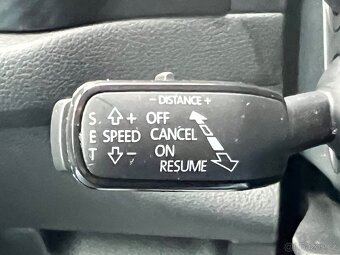 - DISTANCE +
S. + OFF
E SPEED CANCEL
T - ON
RESUME